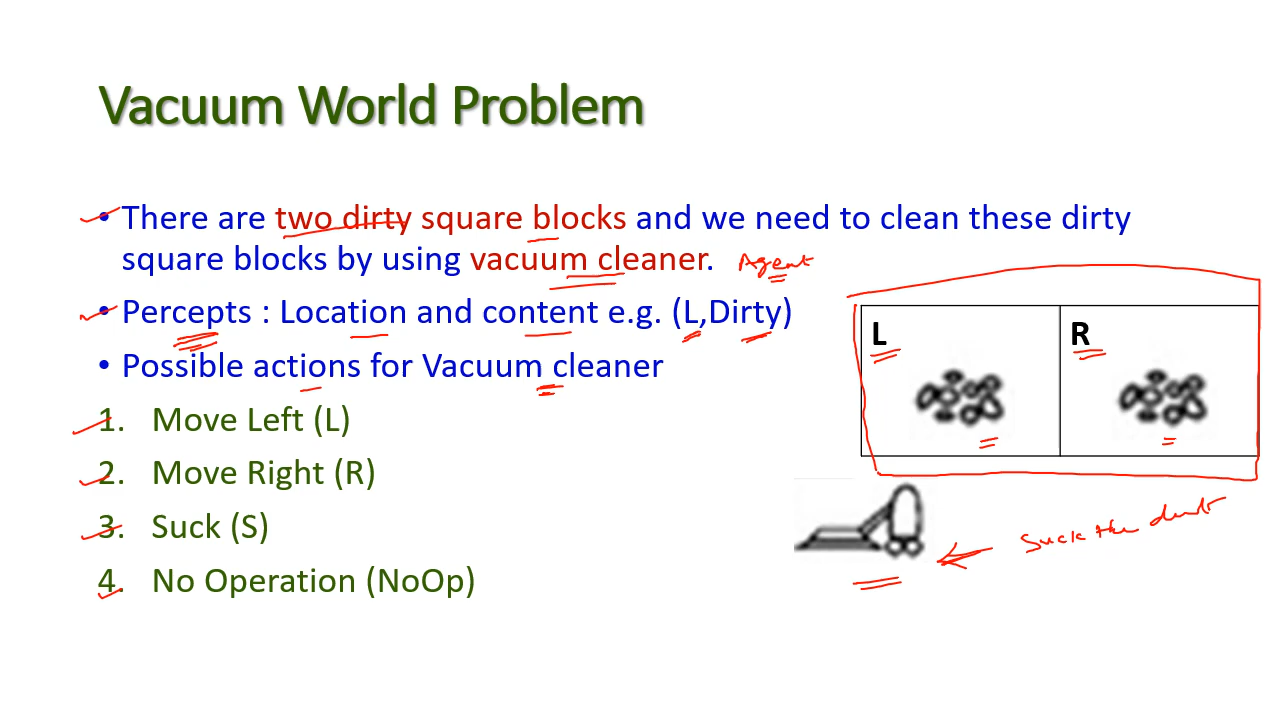 Vacuum World Problem
• There are two dirty square blocks and we need to clean these dirty
square blocks by using vacuum cleaner. Agent
• Percepts : Location and content e.g. (L,Dirty)
• Possible actions for Vacuum cleaner
1. Move Left (L)
2. Move Right (R)
3. Suck (S)
4. No Operation (NoOp)
L R
Suck the